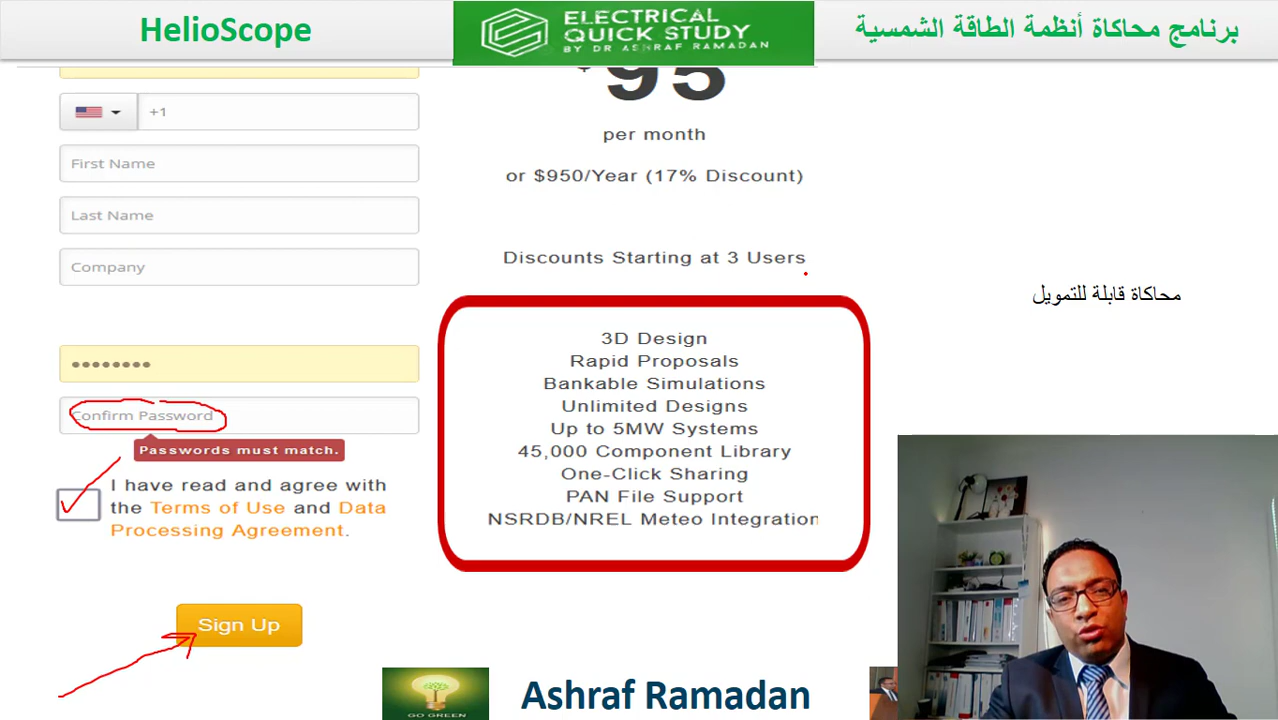 HelioScope
ELECTRICAL
QUICK STUDY
BY DR ASHRAF RAMADAN
برنامج محاكاة أنظمة الطاقة الشمسية
$95
per month
or $950/Year (17% Discount)
Discounts Starting at 3 Users
+1
First Name
Last Name
Company
Confirm Password
Passwords must match.
I have read and agree with
the Terms of Use and Data
Processing Agreement.
Sign Up
3D Design
Rapid Proposals
Bankable Simulations
Unlimited Designs
Up to 5MW Systems
45,000 Component Library
One-Click Sharing
PAN File Support
NSRDB/NREL Meteo Integration
محاكاة قابلة للتمويل
GO GREEN
Ashraf Ramadan